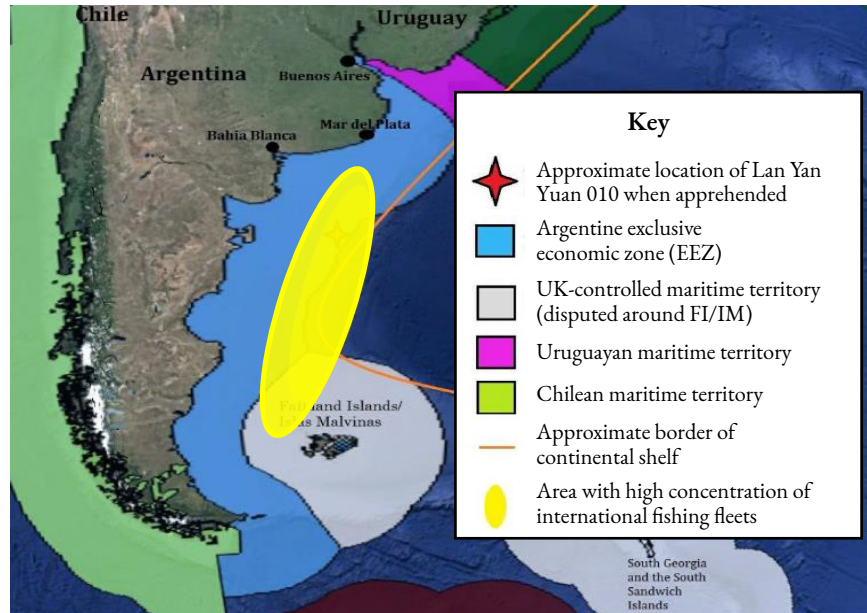 Chile
Uruguay
Argentina
Buenos Aires
Mar del Plata
Bahia Blanca
Falkland Islands/
Islas Malvinas
Key
Approximate location of Lan Yan
Yuan 010 when apprehended
Argentine exclusive
economic zone (EEZ)
UK-controlled maritime territory
(disputed around FI/IM)
Uruguayan maritime territory
Chilean maritime territory
Approximate border of
continental shelf
Area with high concentration of
international fishing fleets
South Georgia
and the South
Sandwich
Islands